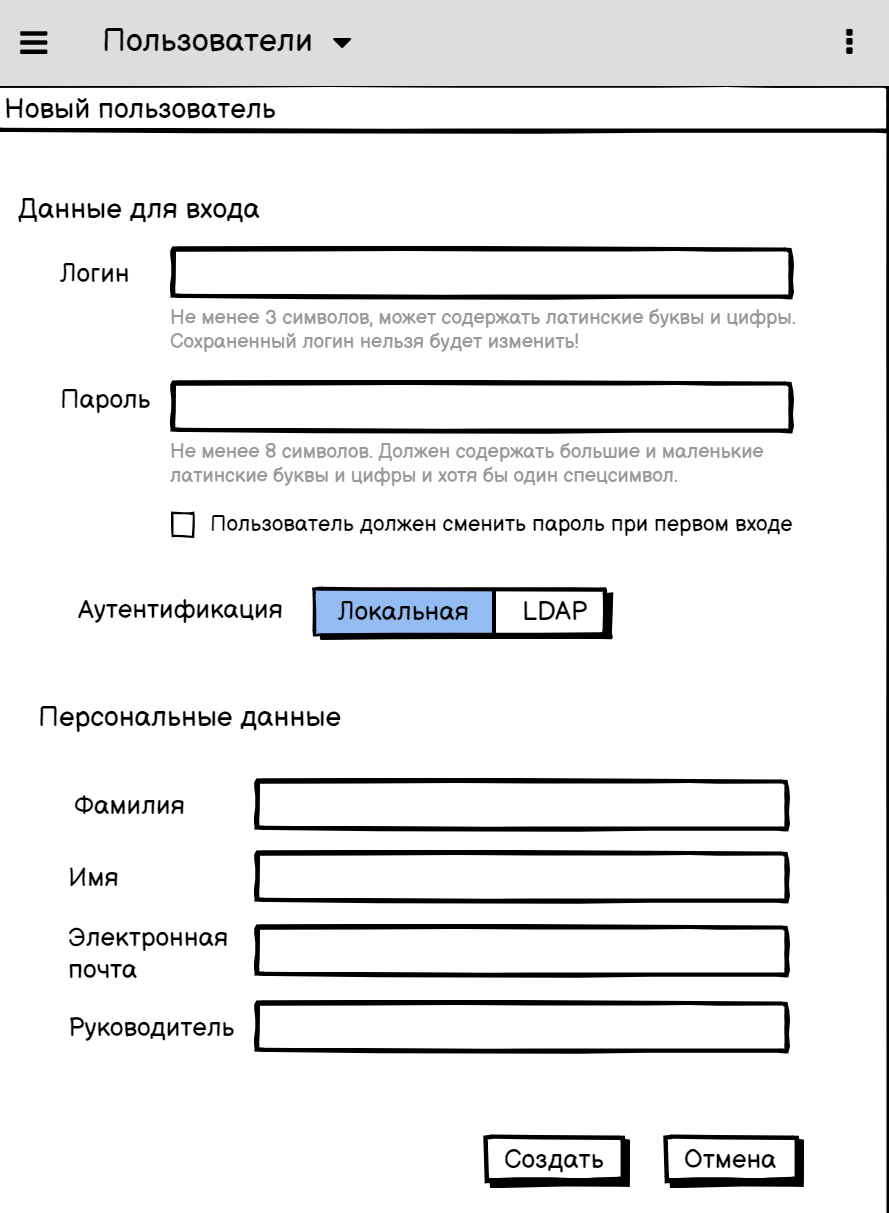 Пользователи
Новый пользователь
Данные для входа
Логин
Не менее 3 символов, может содержать латинские буквы и цифры.
Сохраненный логин нельзя будет изменить!
Пароль
Не менее 8 символов. Должен содержать большие и маленькие
латинские буквы и цифры и хотя бы один спецсимвол.
Пользователь должен сменить пароль при первом входе
Аутентификация Локальная LDAP
Персональные данные
Фамилия
Имя
Электронная
почта
Руководитель
Создать Отмена